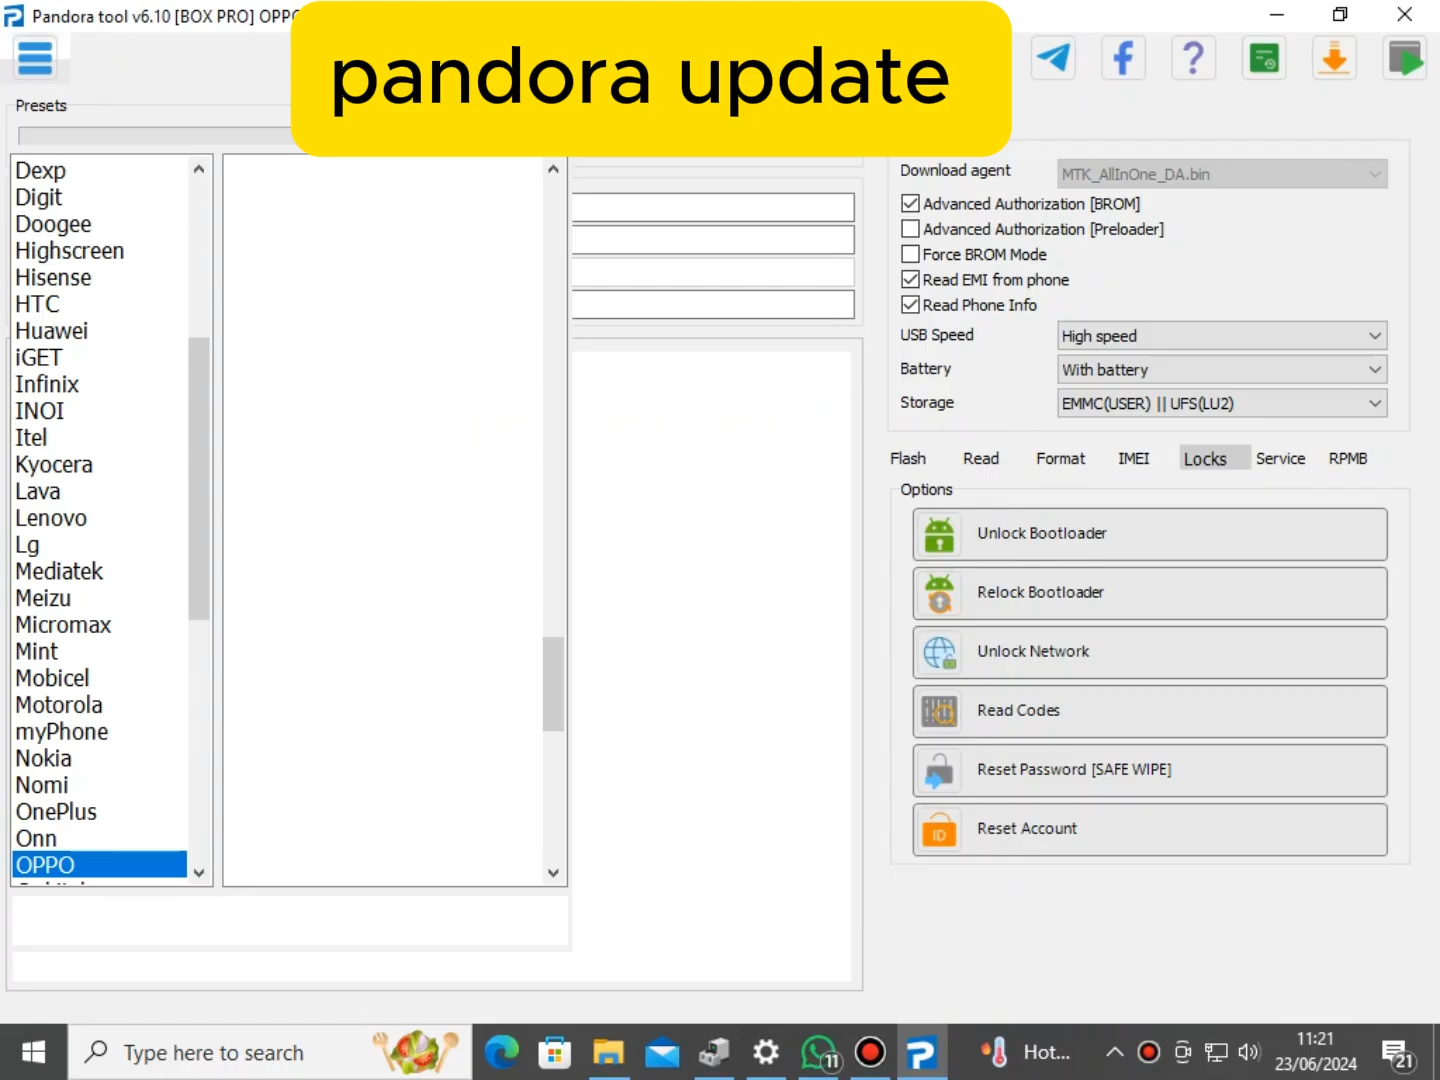 Pandora tool v6.10 [BOX PRO] OPPO
pandora update
Presets
Dexp
Digit
Doogee
Highscreen
Hisense
HTC
Huawei
iGET
Infinix
INOI
Itel
Kyocera
Lava
Lenovo
Lg
Mediatek
Meizu
Micromax
Mint
Mobicel
Motorola
myPhone
Nokia
Nomi
OnePlus
Onn
OPPO
Download agent MTK_AllInOne_DA.bin
Advanced Authorization [BROM]
Advanced Authorization [Preloader]
Force BROM Mode
Read EMI from phone
Read Phone Info
USB Speed High speed
Battery With battery
Storage EMMC(USER) || UFS(LU2)
Flash Read Format IMEI Locks Service RPMB
Options
Unlock Bootloader
Relock Bootloader
Unlock Network
Read Codes
Reset Password [SAFE WIPE]
ID Reset Account
Type here to search
11
Hot...
11:21
23/06/2024
21